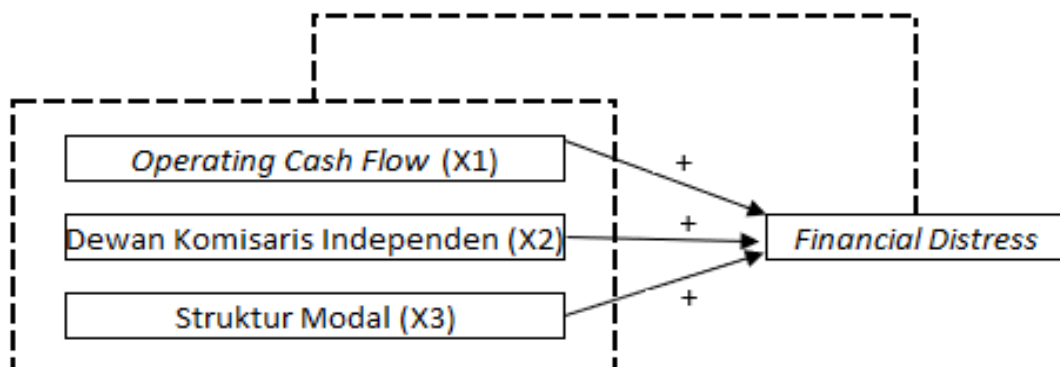 Operating Cash Flow (X1)
+
Dewan Komisaris Independen (X2)
+
Financial Distress
Struktur Modal (X3)
+